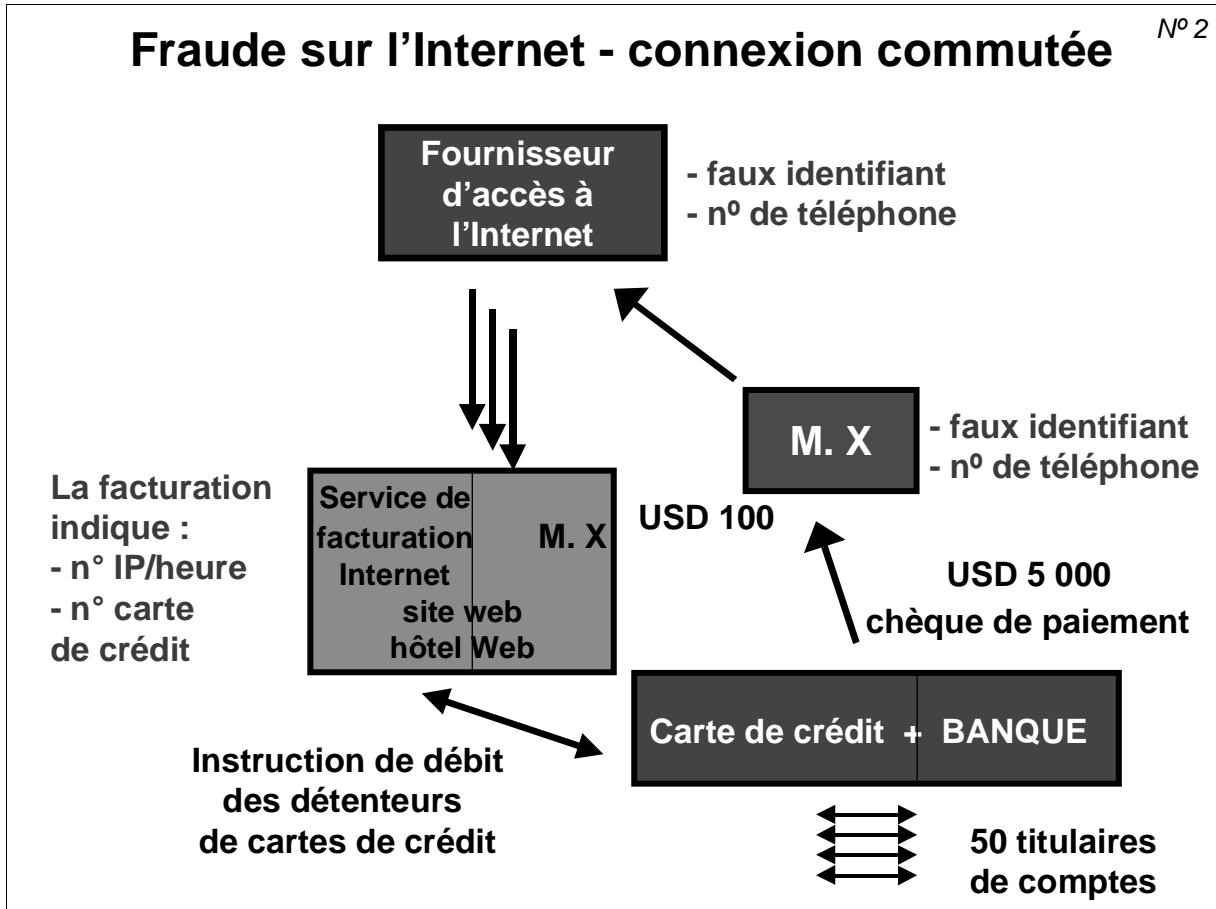 Nº 2
Fraude sur l’Internet - connexion commutée
Fournisseur
d’accès à
l’Internet
- faux identifiant
- nº de téléphone
M. X
- faux identifiant
- nº de téléphone
La facturation
indique :
- n° IP/heure
- n° carte
de crédit
Service de
facturation
Internet
M. X
site web
hôtel Web
USD 100
USD 5 000
chèque de paiement
Carte de crédit + BANQUE
Instruction de débit
des détenteurs
de cartes de crédit
50 titulaires
de comptes